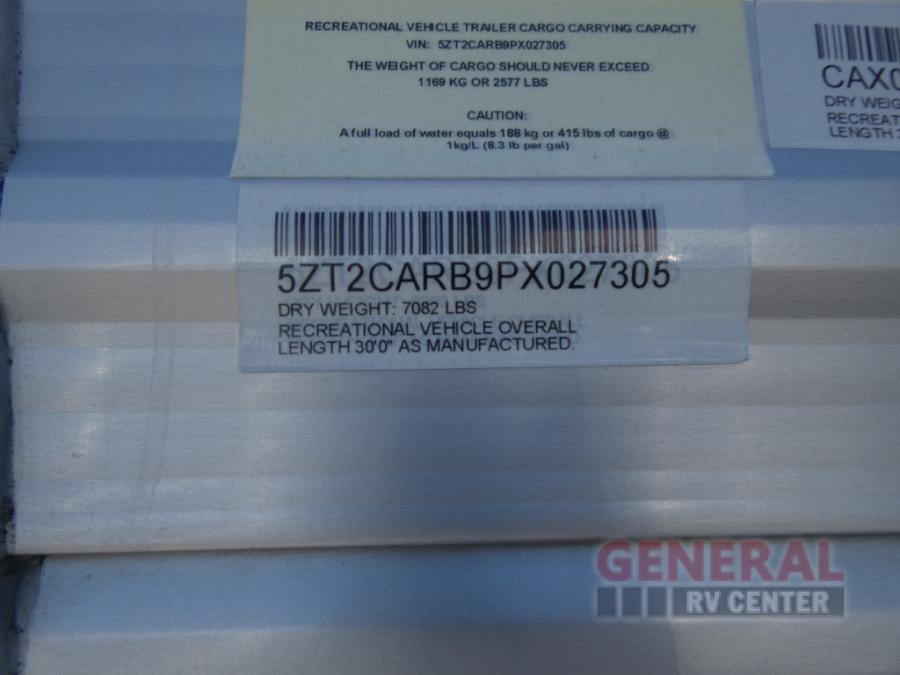 RECREATIONAL VEHICLE TRAILER CARGO CARRYING CAPACITY
VIN: 5ZT2CARB9PX027305
THE WEIGHT OF CARGO SHOULD NEVER EXCEED
1169 KG OR 2577 LBS
CAUTION:
A full load of water equals 188 kg or 415 lbs of cargo @
1kg/L (8.3 lb per gal)
CAX0
DRY WEIG
RECREAT
LENGTH 3
5ZT2CARB9PX027305
DRY WEIGHT: 7082 LBS
RECREATIONAL VEHICLE OVERALL
LENGTH 30'0" AS MANUFACTURED.
GENERAL
RV CENTER